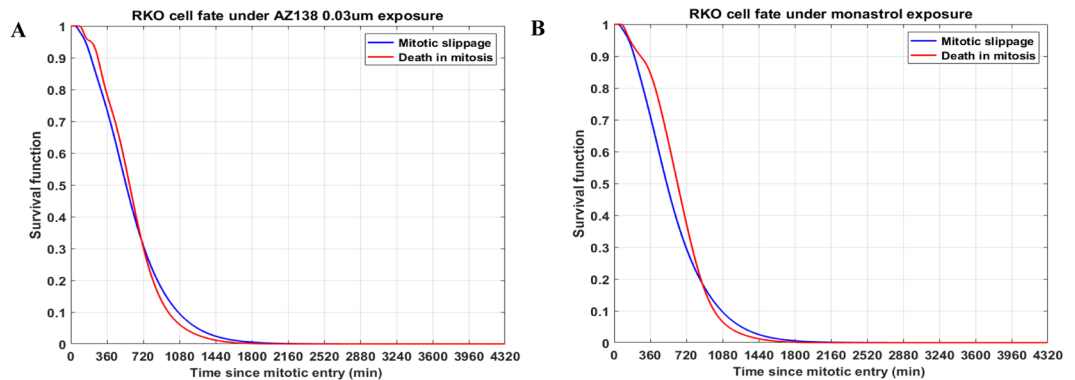 A
RKO cell fate under AZ138 0.03um exposure
Mitotic slippage
Death in mitosis
Survival function
1
0.9
0.8
0.7
0.6
0.5
0.4
0.3
0.2
0.1
0
0 360 720 1080 1440 1800 2160 2520 2880 3240 3600 3960 4320
Time since mitotic entry (min)
B
RKO cell fate under monastrol exposure
Mitotic slippage
Death in mitosis
Survival function
1
0.9
0.8
0.7
0.6
0.5
0.4
0.3
0.2
0.1
0
0 360 720 1080 1440 1800 2160 2520 2880 3240 3600 3960 4320
Time since mitotic entry (min)